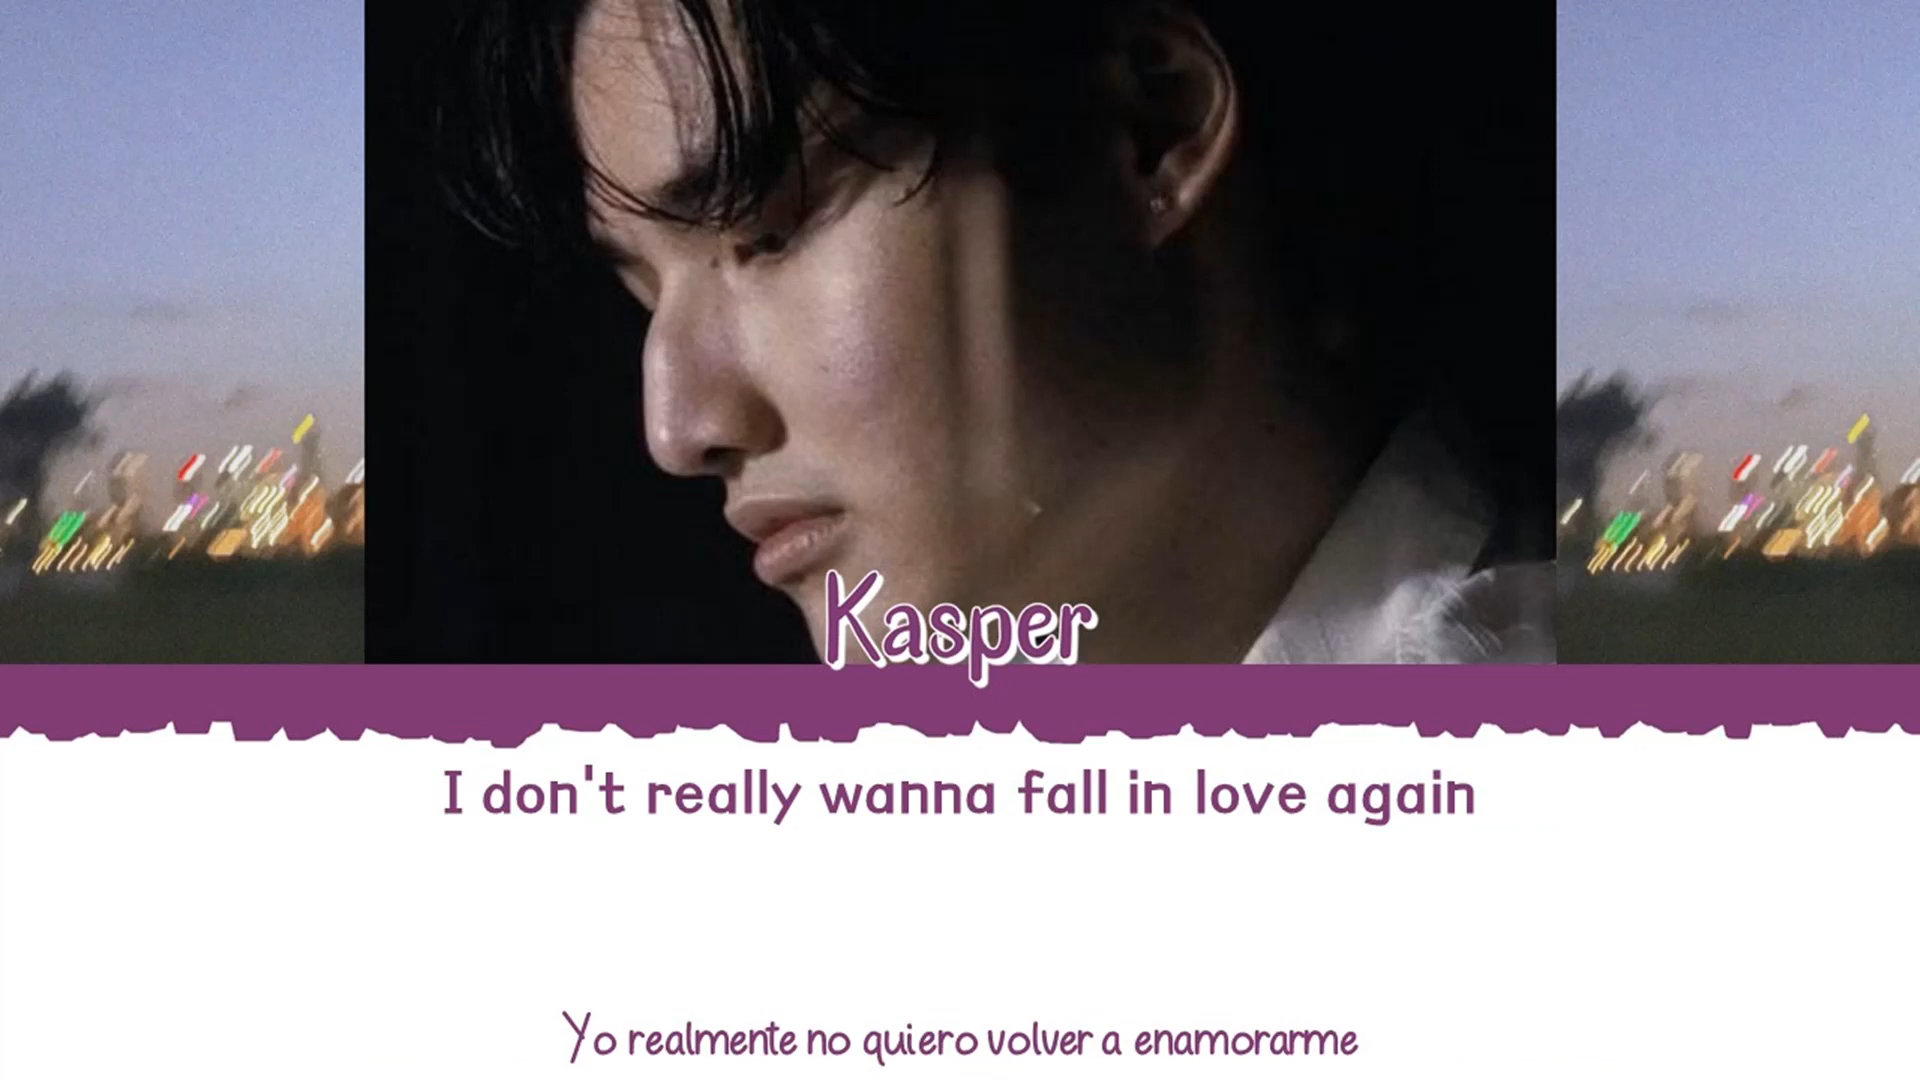 Kasper
I don't really wanna fall in love again
Yo realmente no quiero volver a enamorarme